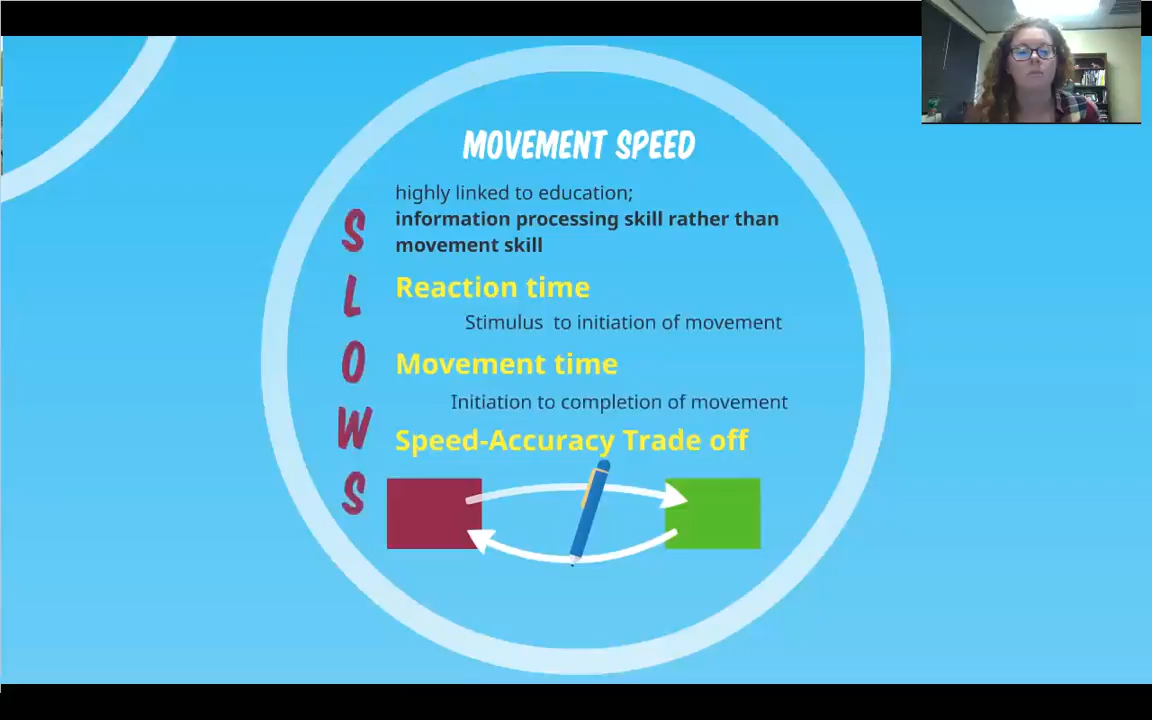 MOVEMENT SPEED
highly linked to education;
information processing skill rather than
movement skill
S
L
O
W
S
Reaction time
Stimulus to initiation of movement
Movement time
Initiation to completion of movement
Speed-Accuracy Trade off